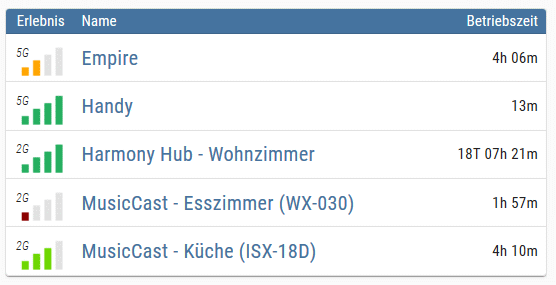 Erlebnis Name Betriebszeit
5G Empire 4h 06m
5G Handy 13m
2G Harmony Hub - Wohnzimmer 18T 07h 21m
2G MusicCast - Esszimmer (WX-030) 1h 57m
2G MusicCast - Küche (ISX-18D) 4h 10m